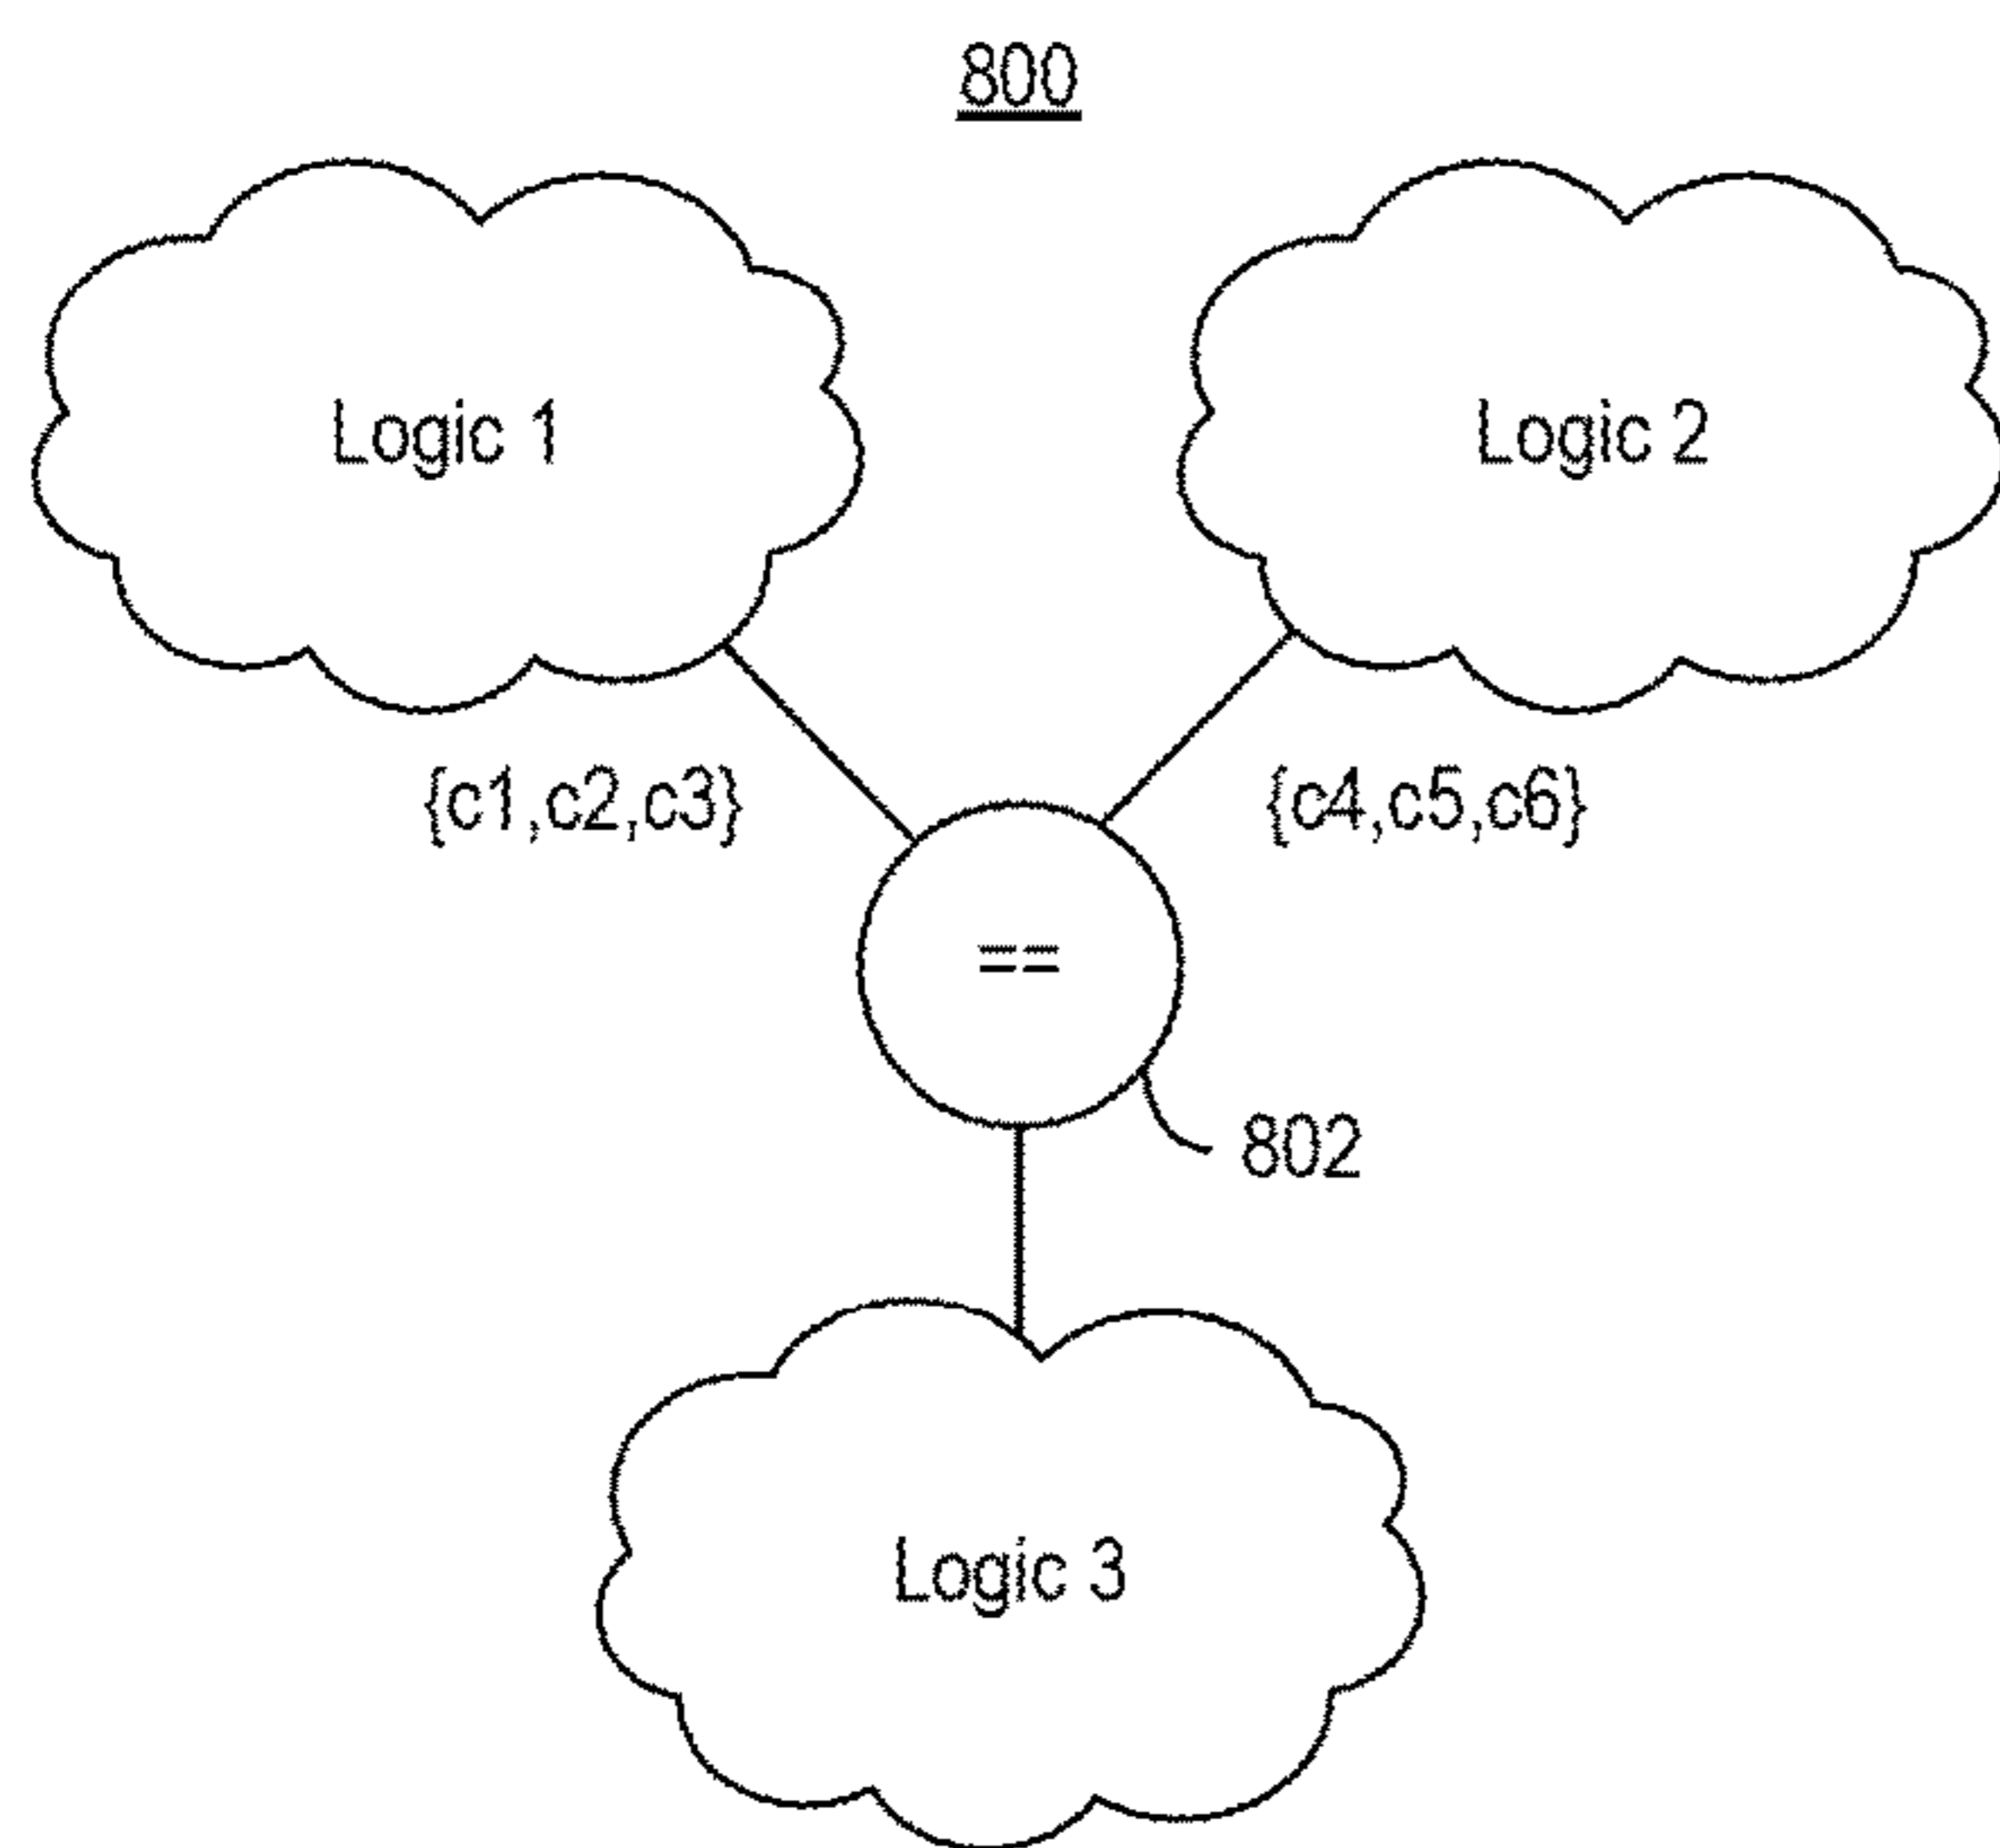 800
Logic 1
Logic 2
{c1,c2,c3}
{c4,c5,c6}
==
802
Logic 3